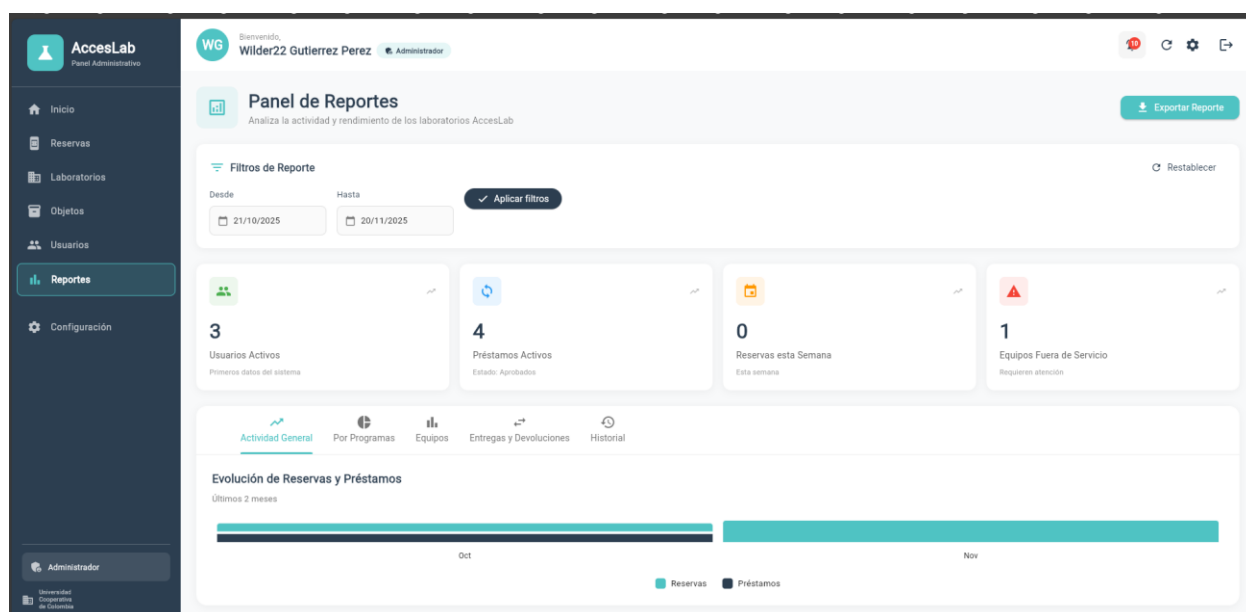 AccesLab
Panel Administrativo
Inicio
Reservas
Laboratorios
Objetos
Usuarios
Reportes
Configuración
Administrador
Universidad
Cooperativa
de Colombia
WG
Bienvenido,
Wilder22 Gutierrez Perez
Administrador
10
Panel de Reportes
Analiza la actividad y rendimiento de los laboratorios AccesLab
Exportar Reporte
Filtros de Reporte
Restablecer
Desde
Hasta
21/10/2025
20/11/2025
Aplicar filtros
3
Usuarios Activos
Primeros datos del sistema
4
Préstamos Activos
Estado: Aprobados
0
Reservas esta Semana
Esta semana
1
Equipos Fuera de Servicio
Requieren atención
Actividad General
Por Programas
Equipos
Entregas y Devoluciones
Historial
Evolución de Reservas y Préstamos
Últimos 2 meses
Oct
Nov
Reservas
Préstamos